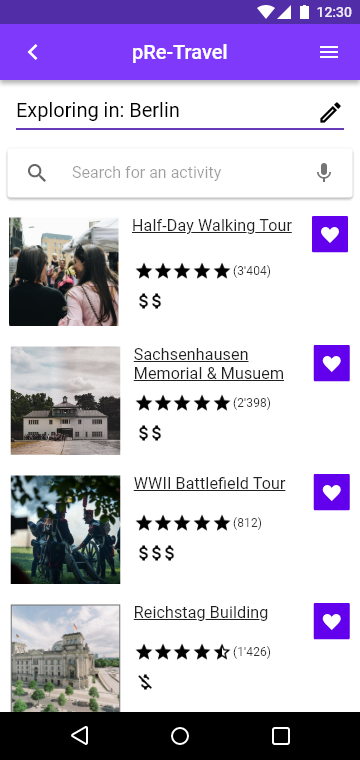 12:30
pRe-Travel
Exploring in: Berlin
Search for an activity
Half-Day Walking Tour
(3'404)
$$
Sachsenhausen
Memorial & Musuem
(2'398)
$$
WWII Battlefield Tour
(812)
$$$
Reichstag Building
(1'426)